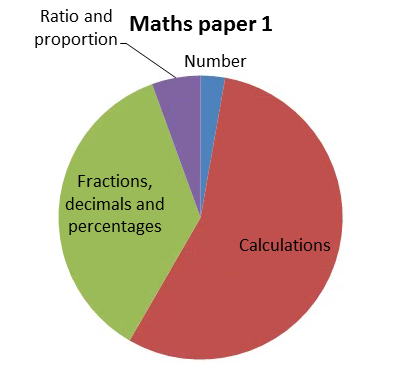 Maths paper 1
Ratio and
proportion
Number
Fractions,
decimals and
percentages
Calculations